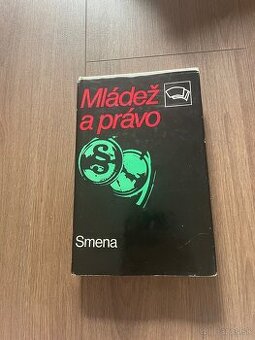 Mládež
a právo
§
Smena